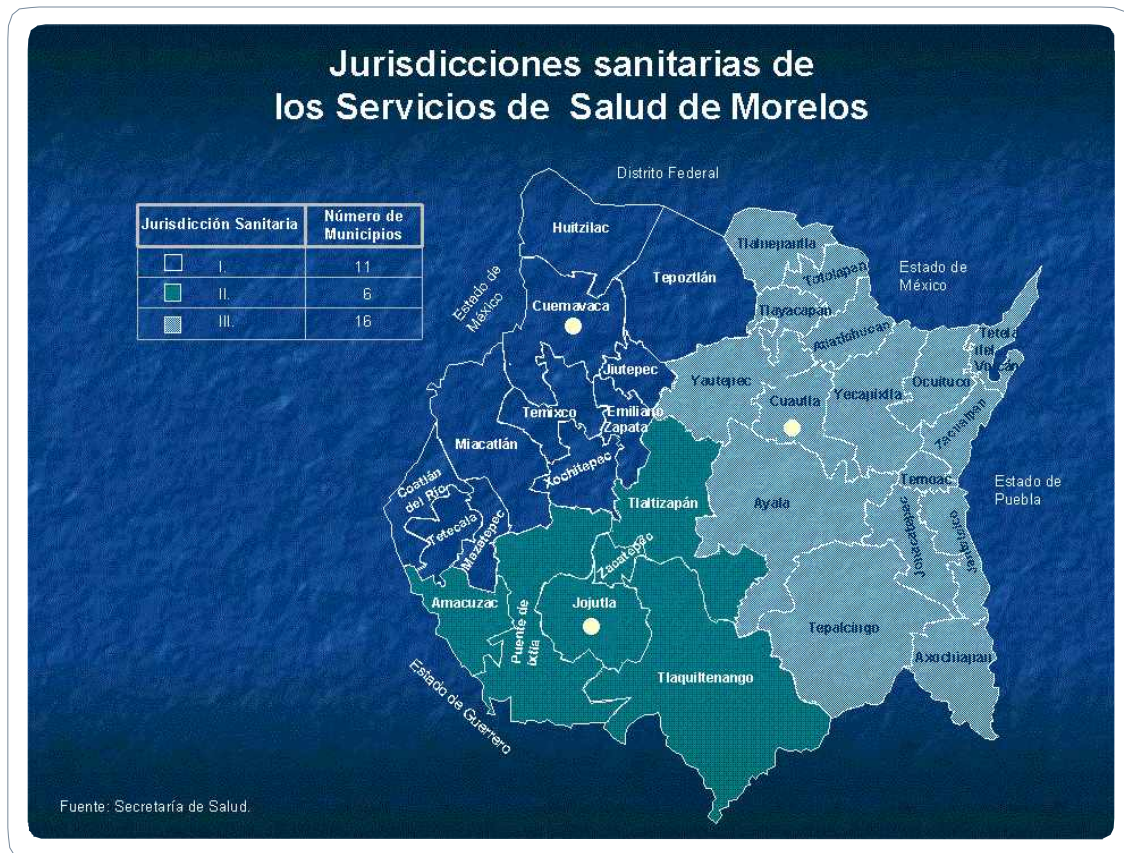 Jurisdicciones sanitarias de
los Servicios de Salud de Morelos
Jurisdicción Sanitaria
Número de
Municipios
I. 11
II. 6
III. 16
Distrito Federal
Huitzilac
Tepoztlán
Tlalnepantla
Totolapan
Estado de
México
Estado de
México
Cuernavaca
Tlayacapan
Atlatlahucan
Tetela
del
Volcán
Jiutepec
Yautepec
Cuautla
Yecapixtla
Ocuituco
Temixco
Emiliano
Zapata
Zacualpan
Miacatlán
Xochitepec
Coatlán
del Río
Tlaltizapán
Ayala
Temoac
Estado de
Puebla
Tetecala
Mazatepec
Zacatepec
Jonacatepec
Jantetelco
Amacuzac
Puente de
Ixtla
Jojutla
Tepalcingo
Axochiapan
Tlaquiltenango
Estado de Guerrero
Fuente: Secretaría de Salud.